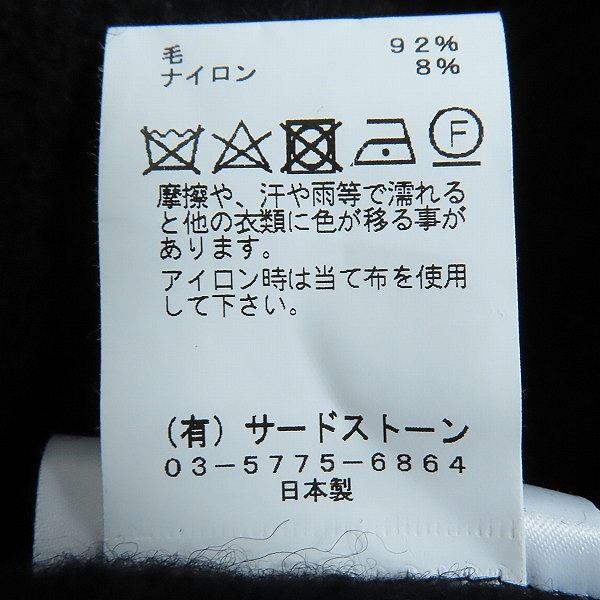 毛 92%
ナイロン 8%
F
摩擦や、汗や雨等で濡れる
と他の衣類に色が移る事が
あります。
アイロン時は当て布を使用
して下さい。
(有) サードストーン
03-5775-6864
日本製